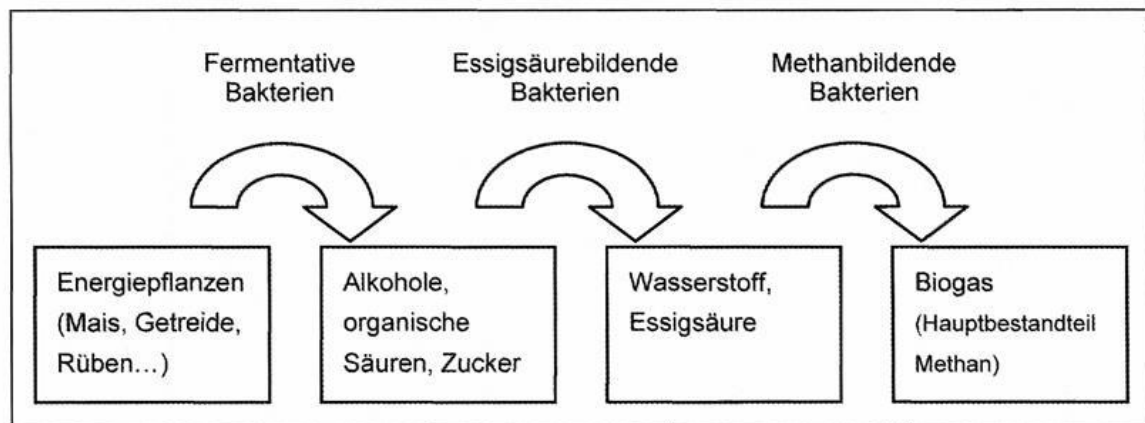 Fermentative
Bakterien
Essigsäurebildende
Bakterien
Methanbildende
Bakterien
Energiepflanzen
(Mais, Getreide,
Rüben...)
Alkohole,
organische
Säuren, Zucker
Wasserstoff,
Essigsäure
Biogas
(Hauptbestandteil
Methan)